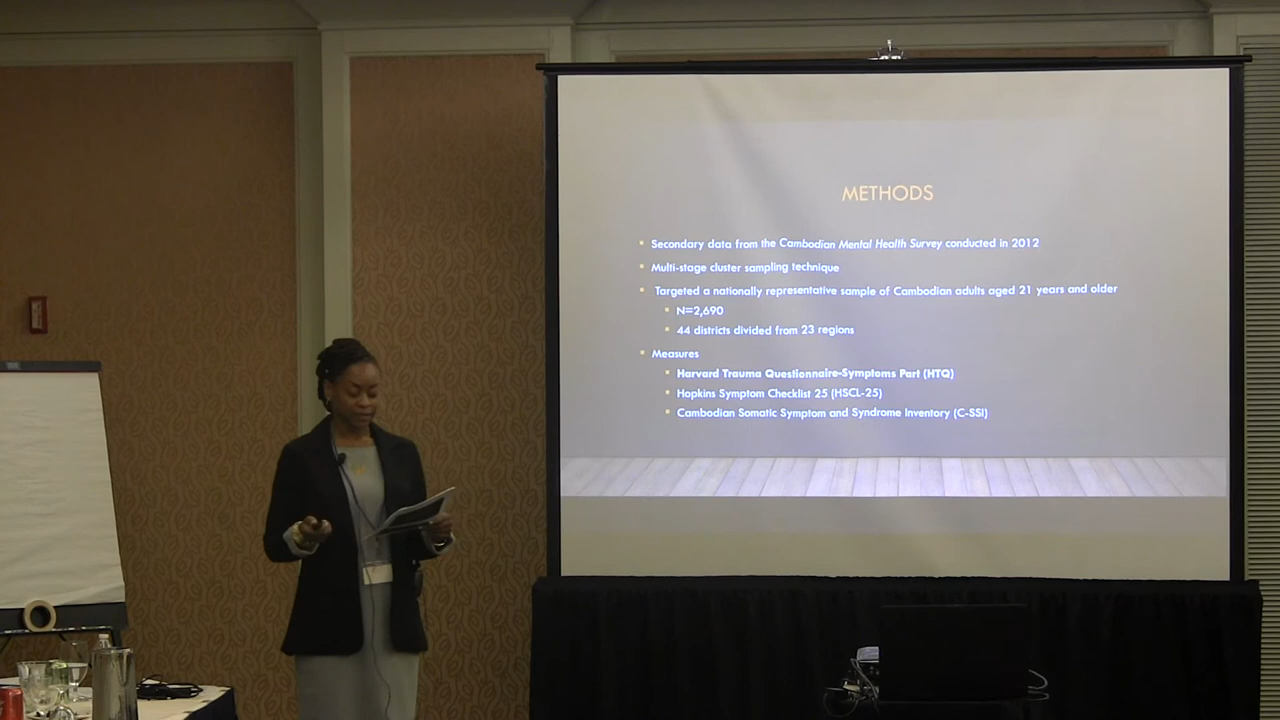 METHODS
Secondary data from the Cambodian Mental Health Survey conducted in 2012
Multi-stage cluster sampling technique
Targeted a nationally representative sample of Cambodian adults aged 21 years and older
N=2,690
44 districts divided from 23 regions
Measures
Harvard Trauma Questionnaire-Symptoms Part (HTQ)
Hopkins Symptom Checklist 25 (HSCL-25)
Cambodian Somatic Symptom and Syndrome Inventory (C-SSI)